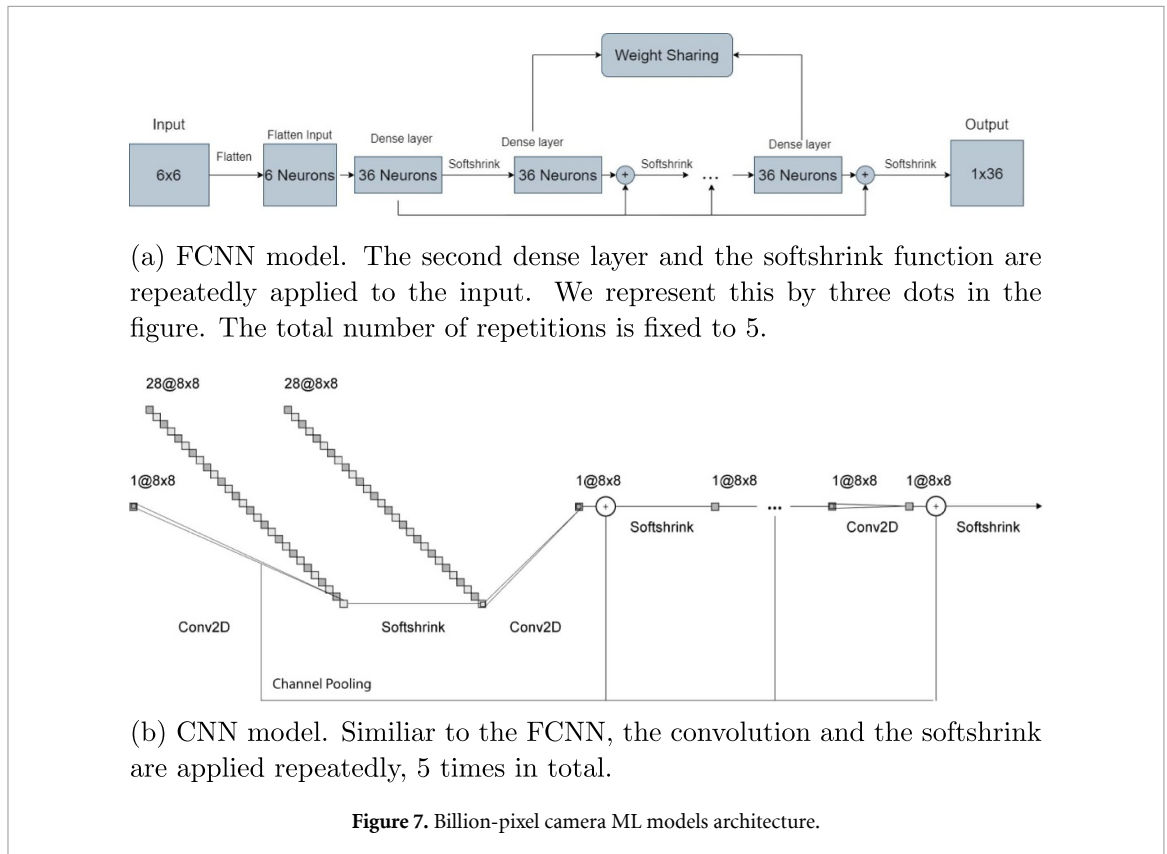 Weight Sharing
Input
Flatten Input
Dense layer
Dense layer
Dense layer
Output
6x6
Flatten
6 Neurons
36 Neurons
Softshrink
36 Neurons
+
Softshrink
...
36 Neurons
+
Softshrink
1x36
(a) FCNN model. The second dense layer and the softshrink function are
repeatedly applied to the input. We represent this by three dots in the
figure. The total number of repetitions is fixed to 5.
28@8x8
28@8x8
1@8x8
1@8x8
1@8x8
1@8x8
1@8x8
+
Softshrink
...
Conv2D
+
Softshrink
Conv2D
Softshrink
Conv2D
Channel Pooling
(b) CNN model. Similiar to the FCNN, the convolution and the softshrink
are applied repeatedly, 5 times in total.
Figure 7. Billion-pixel camera ML models architecture.